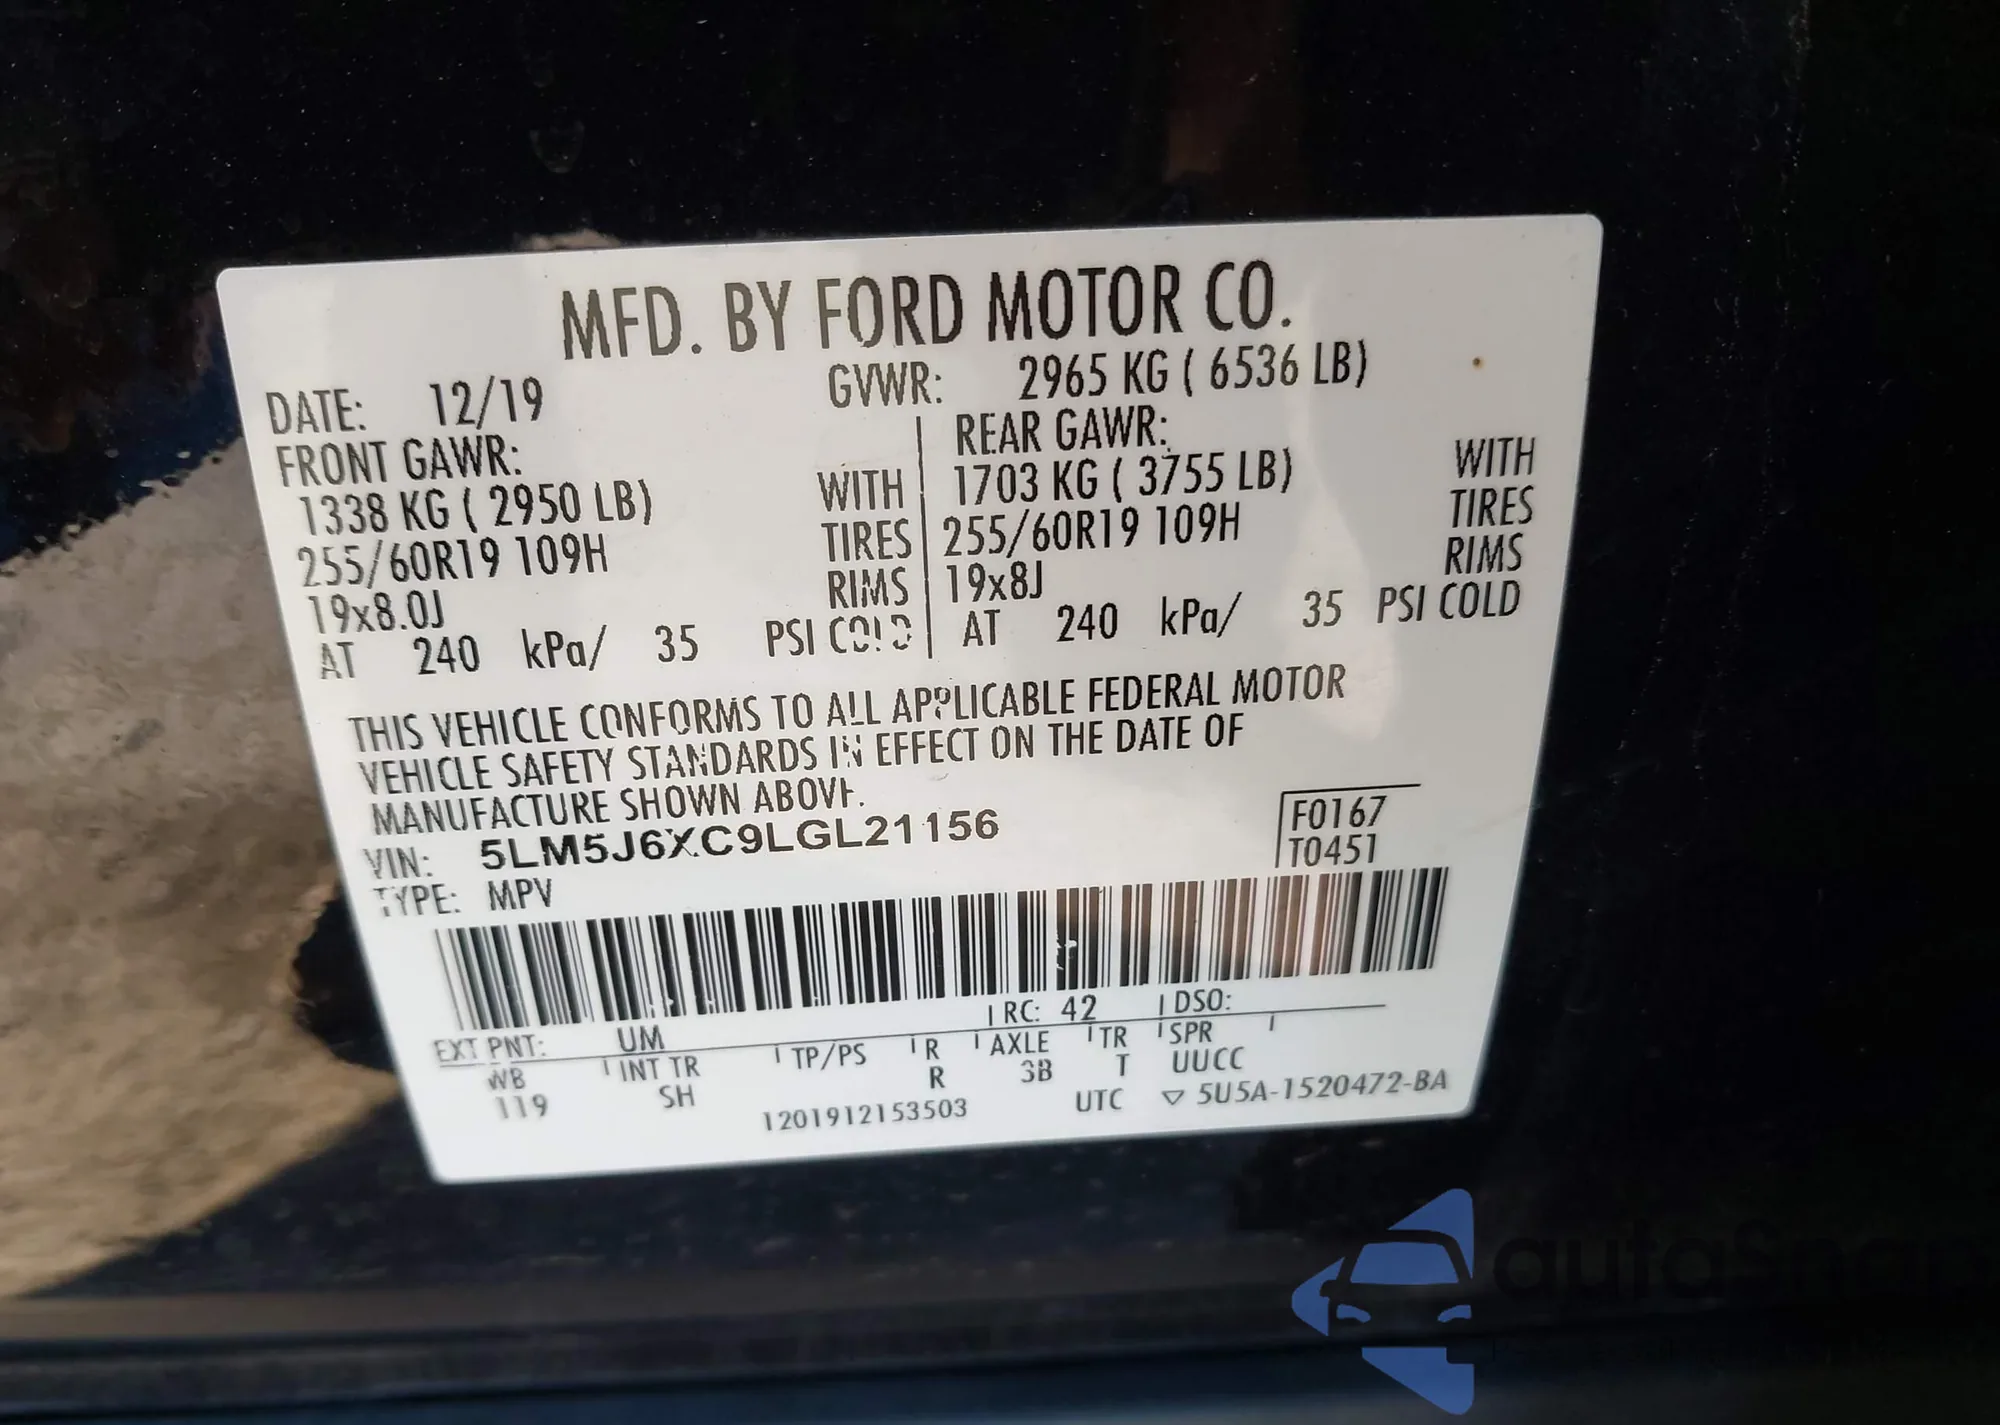 MFD. BY FORD MOTOR CO.
DATE: 12/19 GVWR: 2965 KG ( 6536 LB)
FRONT GAWR: REAR GAWR:
1338 KG ( 2950 LB) WITH 1703 KG ( 3755 LB) WITH
255/60R19 109H TIRES 255/60R19 109H TIRES
19x8.0J RIMS 19x8J RIMS
AT 240 kPa/ 35 PSI COLD AT 240 kPa/ 35 PSI COLD
THIS VEHICLE CONFORMS TO ALL APPLICABLE FEDERAL MOTOR
VEHICLE SAFETY STANDARDS IN EFFECT ON THE DATE OF
MANUFACTURE SHOWN ABOVE.
VIN: 5LM5J6XC9LGL21156 F0167
TYPE: MPV T0451
EXT PNT: UM RC: 42 DSO:
WB INT TR TP/PS R AXLE TR SPR
119 SH R 3B T UUCC
1201912153503 UTC ▽ 5U5A-1520472-BA